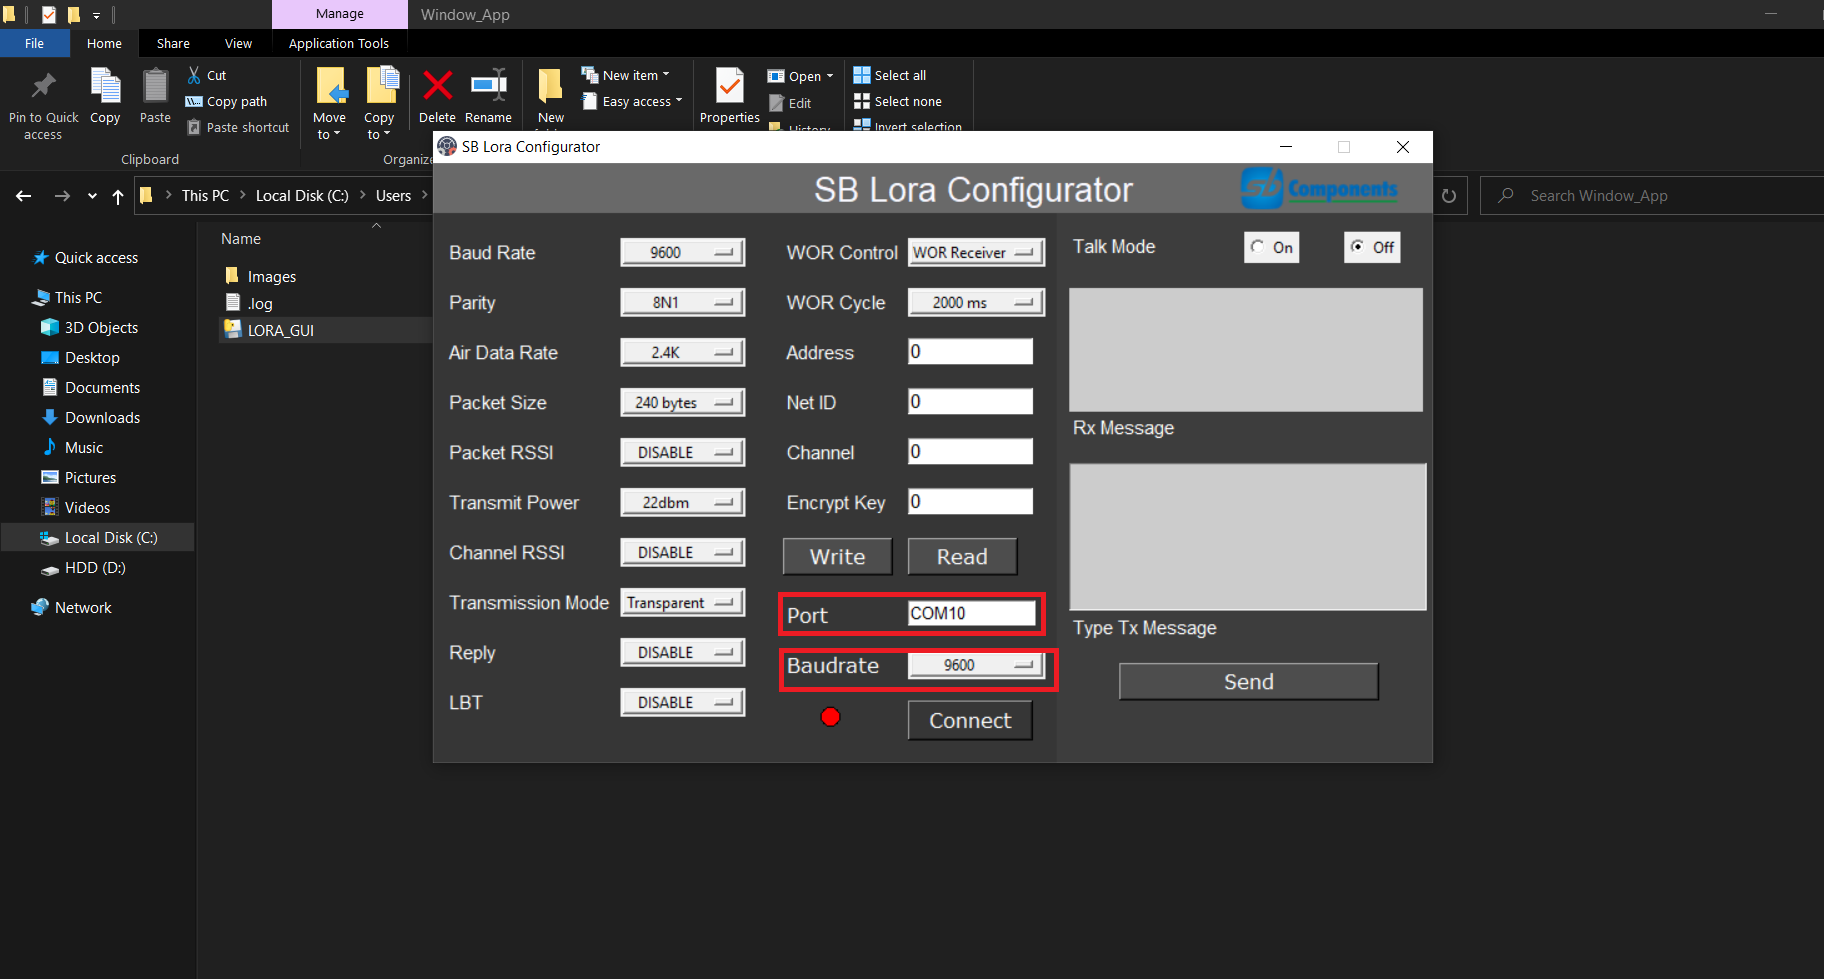 Manage
Window_App
File
Home
Share
View
Application Tools
Pin to Quick access
Copy
Paste
Cut
Copy path
Paste shortcut
Clipboard
Move to
Copy to
Delete
Rename
Organize
New
New item
Easy access
Properties
Open
Edit
History
Select all
Select none
Invert selection
This PC
Local Disk (C:)
Users
Search Window_App
Quick access
This PC
3D Objects
Desktop
Documents
Downloads
Music
Pictures
Videos
Local Disk (C:)
HDD (D:)
Network
Name
Images
.log
LORA_GUI
SB Lora Configurator
SB Lora Configurator
sb Components
Baud Rate 9600
Parity 8N1
Air Data Rate 2.4K
Packet Size 240 bytes
Packet RSSI DISABLE
Transmit Power 22dbm
Channel RSSI DISABLE
Transmission Mode Transparent
Reply DISABLE
LBT DISABLE
WOR Control WOR Receiver
WOR Cycle 2000 ms
Address 0
Net ID 0
Channel 0
Encrypt Key 0
Write Read
Port COM10
Baudrate 9600
Connect
Talk Mode On Off
Rx Message
Type Tx Message
Send